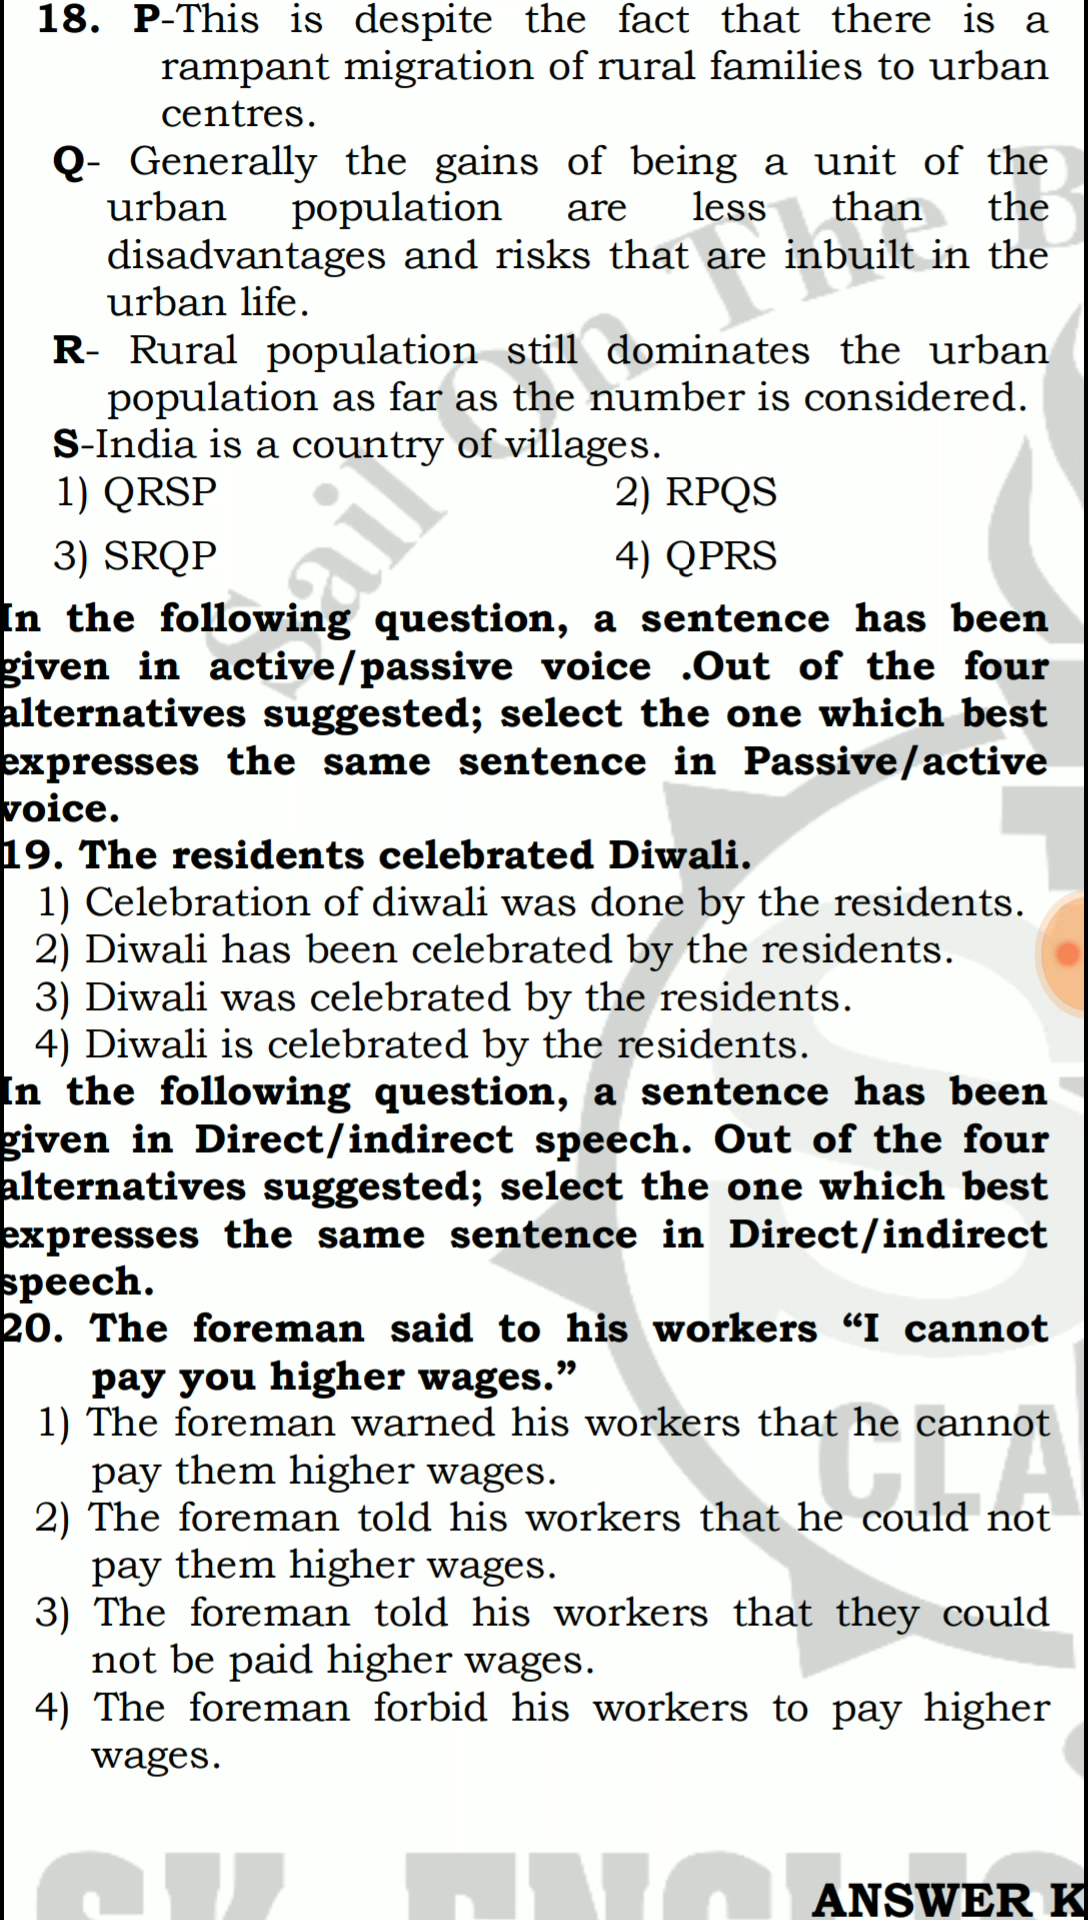 18. P-This is despite the fact that there is a
rampant migration of rural families to urban
centres.
Q- Generally the gains of being a unit of the
urban population are less than the
disadvantages and risks that are inbuilt in the
urban life.
R- Rural population still dominates the urban
population as far as the number is considered.
S-India is a country of villages.
1) QRSP 2) RPQS
3) SRQP 4) QPRS
In the following question, a sentence has been
given in active/passive voice .Out of the four
alternatives suggested; select the one which best
expresses the same sentence in Passive/active
voice.
19. The residents celebrated Diwali.
1) Celebration of diwali was done by the residents.
2) Diwali has been celebrated by the residents.
3) Diwali was celebrated by the residents.
4) Diwali is celebrated by the residents.
In the following question, a sentence has been
given in Direct/indirect speech. Out of the four
alternatives suggested; select the one which best
expresses the same sentence in Direct/indirect
speech.
20. The foreman said to his workers “I cannot
pay you higher wages.”
1) The foreman warned his workers that he cannot
pay them higher wages.
2) The foreman told his workers that he could not
pay them higher wages.
3) The foreman told his workers that they could
not be paid higher wages.
4) The foreman forbid his workers to pay higher
wages.
ANSWER K
Sail On The B
CLA